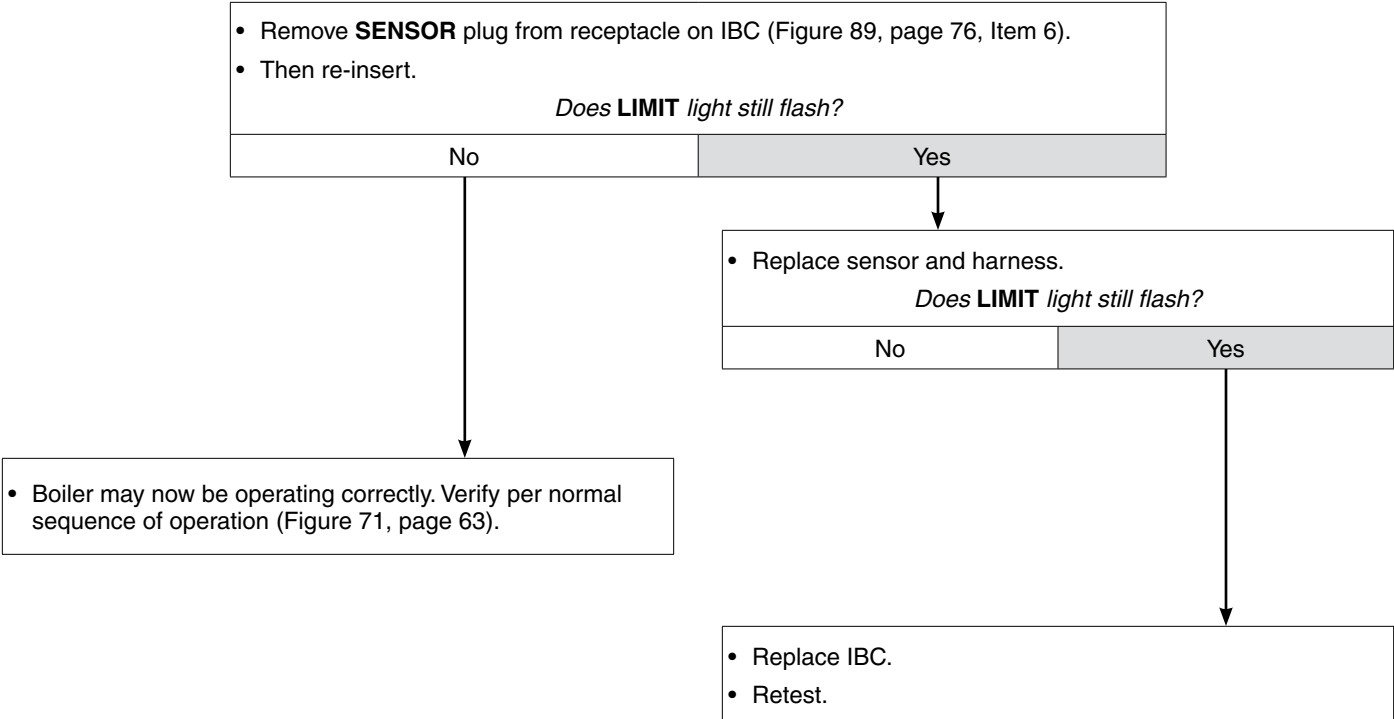 • Remove SENSOR plug from receptacle on IBC (Figure 89, page 76, Item 6).
• Then re-insert.
Does LIMIT light still flash?
No
Yes
• Replace sensor and harness.
Does LIMIT light still flash?
No
Yes
• Boiler may now be operating correctly. Verify per normal
sequence of operation (Figure 71, page 63).
• Replace IBC.
• Retest.